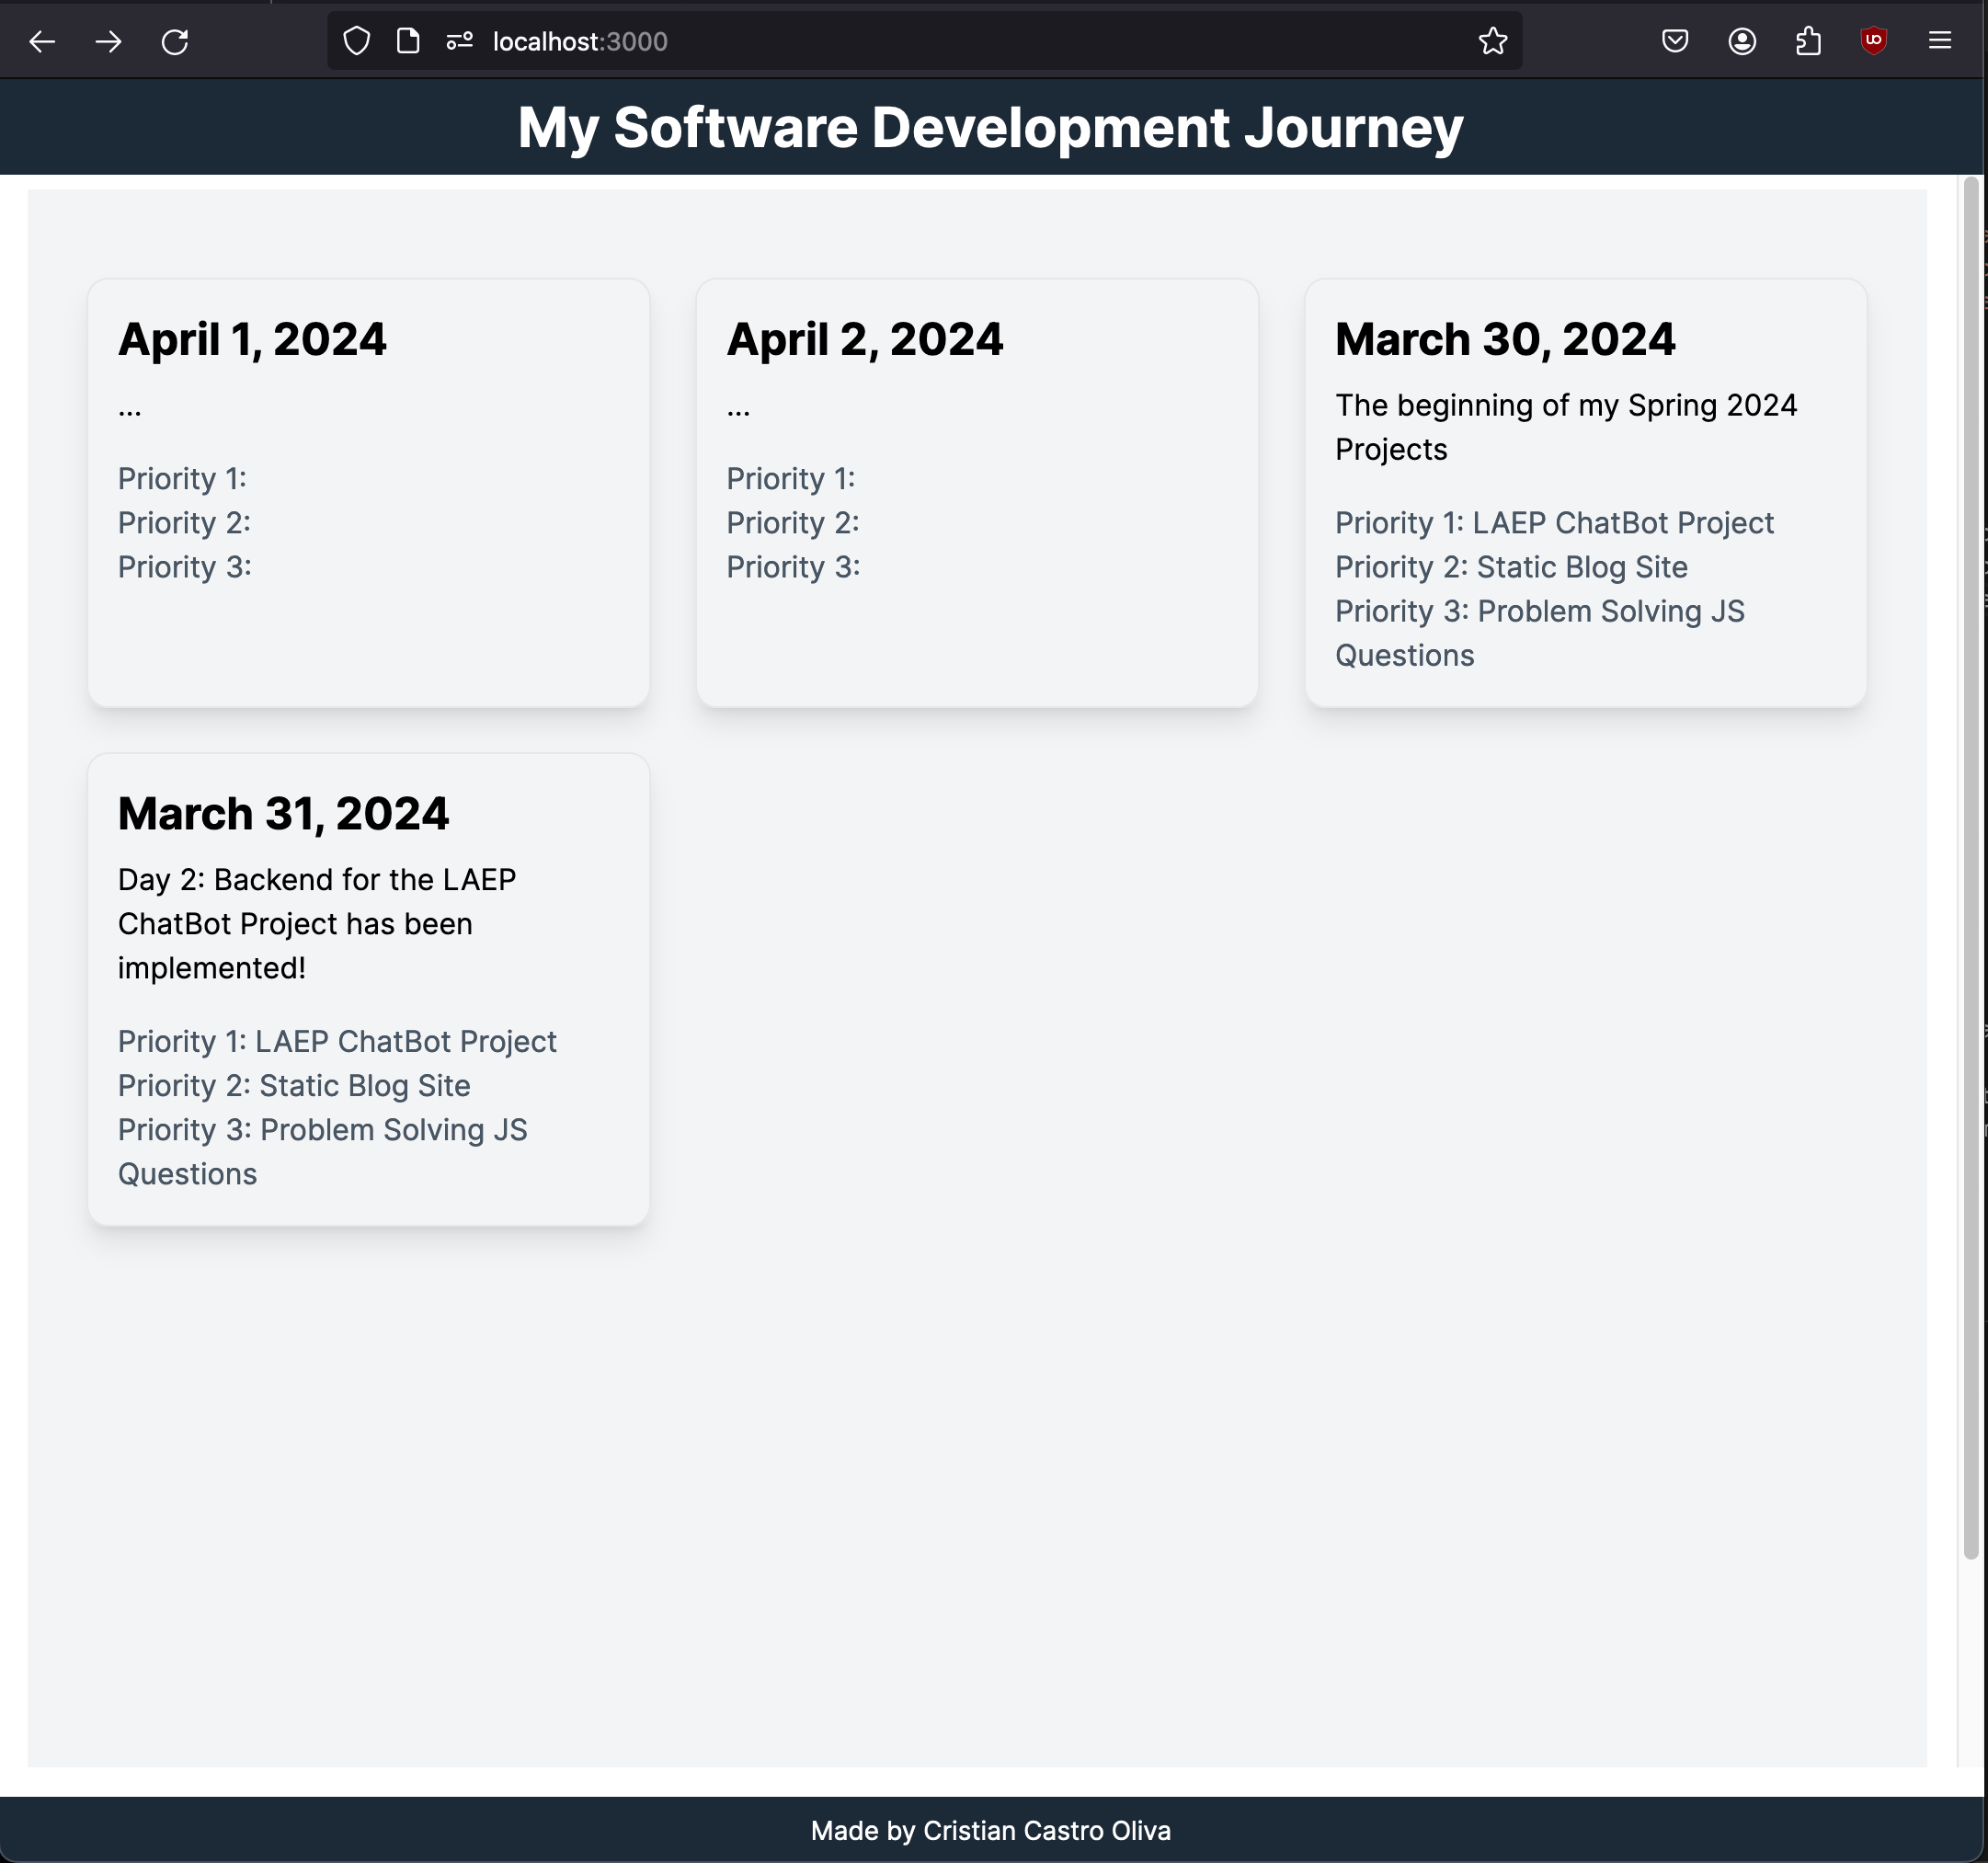 localhost:3000
My Software Development Journey
April 1, 2024
...
Priority 1:
Priority 2:
Priority 3:
April 2, 2024
...
Priority 1:
Priority 2:
Priority 3:
March 30, 2024
The beginning of my Spring 2024
Projects
Priority 1: LAEP ChatBot Project
Priority 2: Static Blog Site
Priority 3: Problem Solving JS
Questions
March 31, 2024
Day 2: Backend for the LAEP
ChatBot Project has been
implemented!
Priority 1: LAEP ChatBot Project
Priority 2: Static Blog Site
Priority 3: Problem Solving JS
Questions
Made by Cristian Castro Oliva